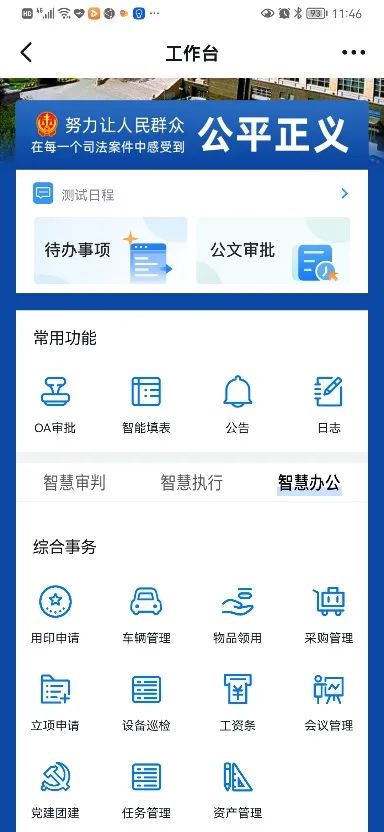 HD 4G 93 11:46
工作台
努力让人民群众
在每一个司法案件中感受到
公平正义
测试日程
待办事项
公文审批
常用功能
OA审批
智能填表
公告
日志
智慧审判
智慧执行
智慧办公
综合事务
用印申请
车辆管理
物品领用
采购管理
立项申请
设备巡检
工资条
会议管理
党建团建
任务管理
资产管理